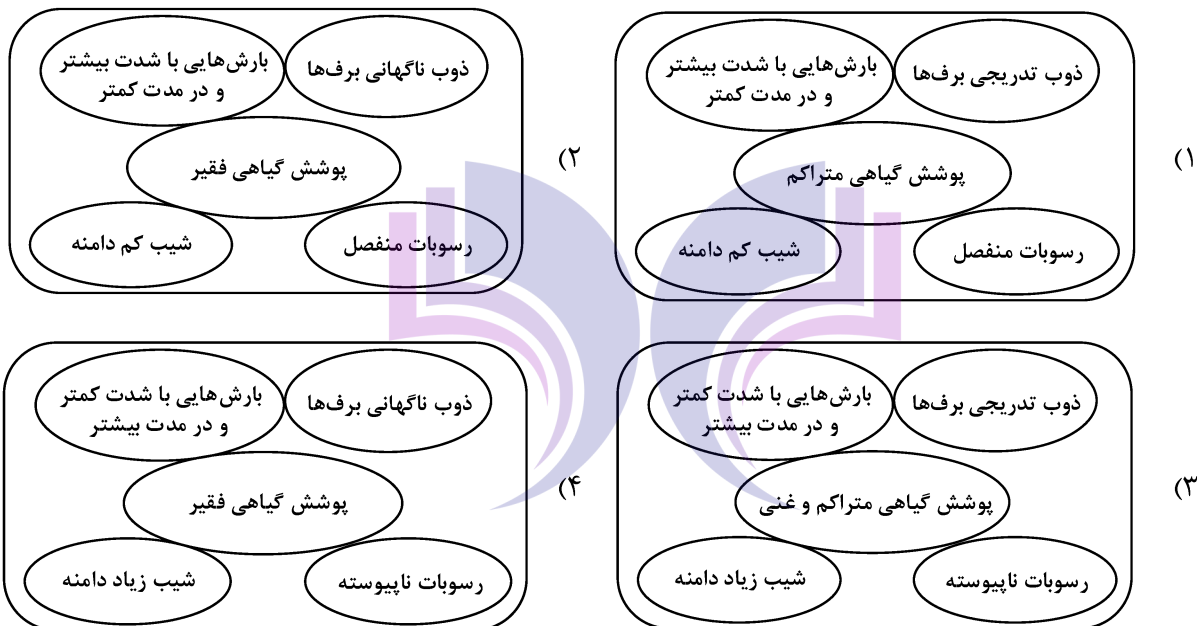 ۱)
ذوب تدریجی برف‌ها
بارش‌هایی با شدت بیشتر
و در مدت کمتر
پوشش گیاهی متراکم
رسوبات منفصل
شیب کم دامنه
۲)
ذوب ناگهانی برف‌ها
بارش‌هایی با شدت بیشتر
و در مدت کمتر
پوشش گیاهی فقیر
رسوبات منفصل
شیب کم دامنه
۳)
ذوب تدریجی برف‌ها
بارش‌هایی با شدت کمتر
و در مدت بیشتر
پوشش گیاهی متراکم و غنی
رسوبات ناپیوسته
شیب زیاد دامنه
۴)
ذوب ناگهانی برف‌ها
بارش‌هایی با شدت کمتر
و در مدت بیشتر
پوشش گیاهی فقیر
رسوبات ناپیوسته
شیب زیاد دامنه